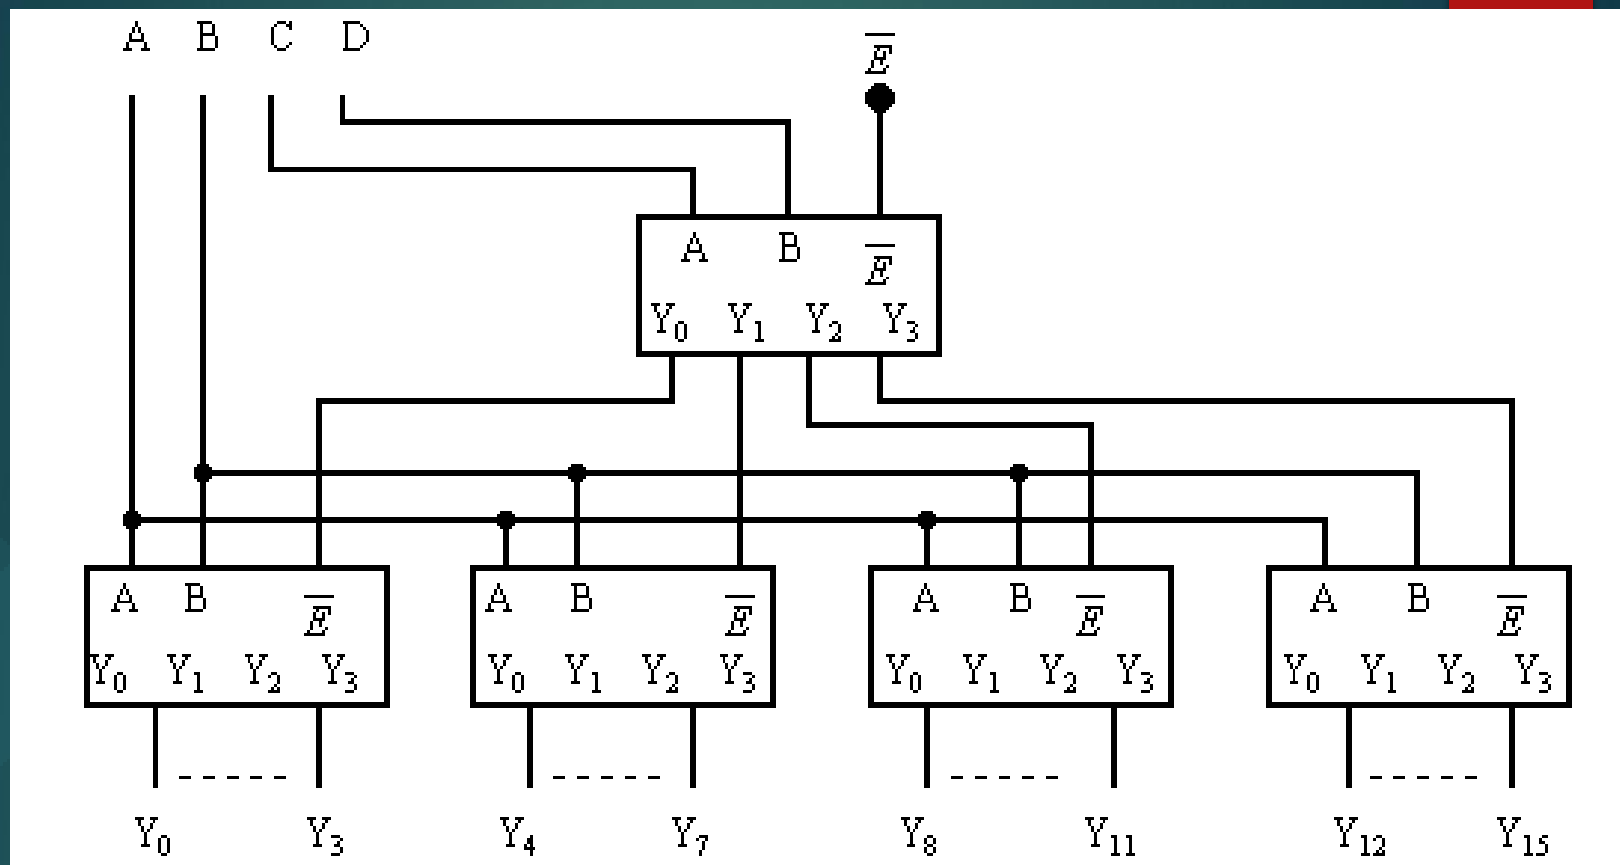 A B C D E̅
A B E̅
Y₀ Y₁ Y₂ Y₃
A B E̅ A B E̅ A B E̅ A B E̅
Y₀ Y₁ Y₂ Y₃ Y₀ Y₁ Y₂ Y₃ Y₀ Y₁ Y₂ Y₃ Y₀ Y₁ Y₂ Y₃
Y₀ Y₃ Y₄ Y₇ Y₈ Y₁₁ Y₁₂ Y₁₅